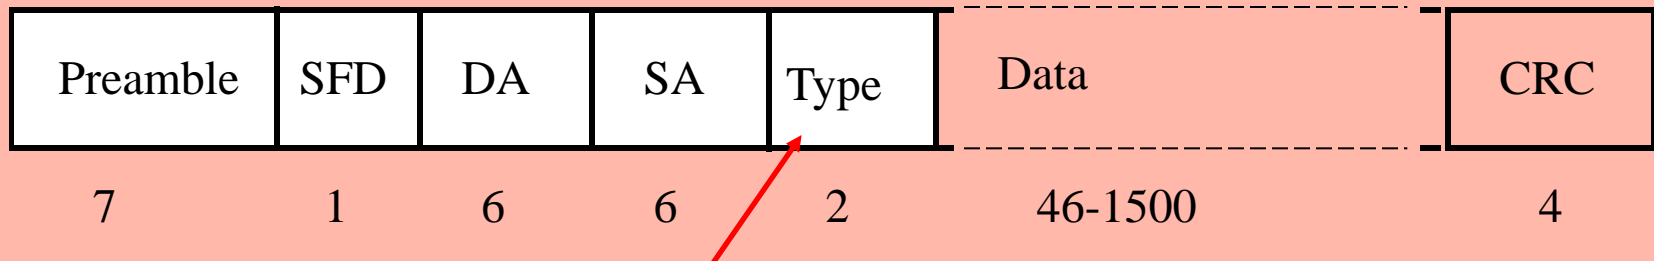 Preamble SFD DA SA Type Data CRC
7 1 6 6 2 46-1500 4